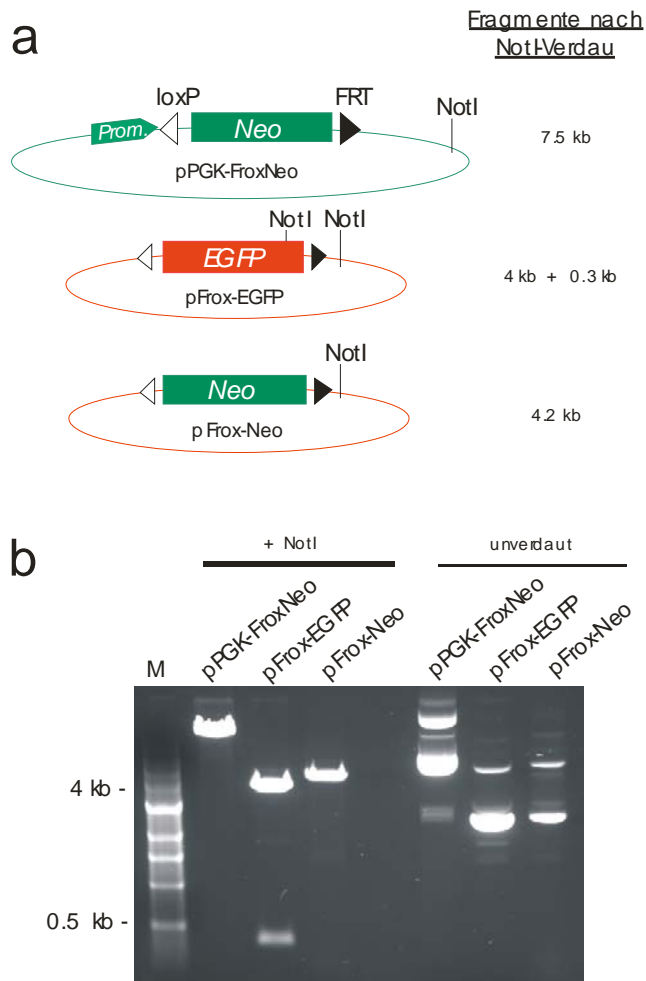 a
Fragmente nach
NotI-Verdau
loxP
FRT
NotI
Prom.
Neo
7.5 kb
pPGK-FroxNeo
NotI
NotI
EGFP
pFrox-EGFP
4 kb + 0.3 kb
NotI
Neo
pFrox-Neo
4.2 kb
b
+ NotI
unverdaut
M
pPGK-FroxNeo
pFrox-EGFP
pFrox-Neo
pPGK-FroxNeo
pFrox-EGFP
pFrox-Neo
4 kb -
0.5 kb -